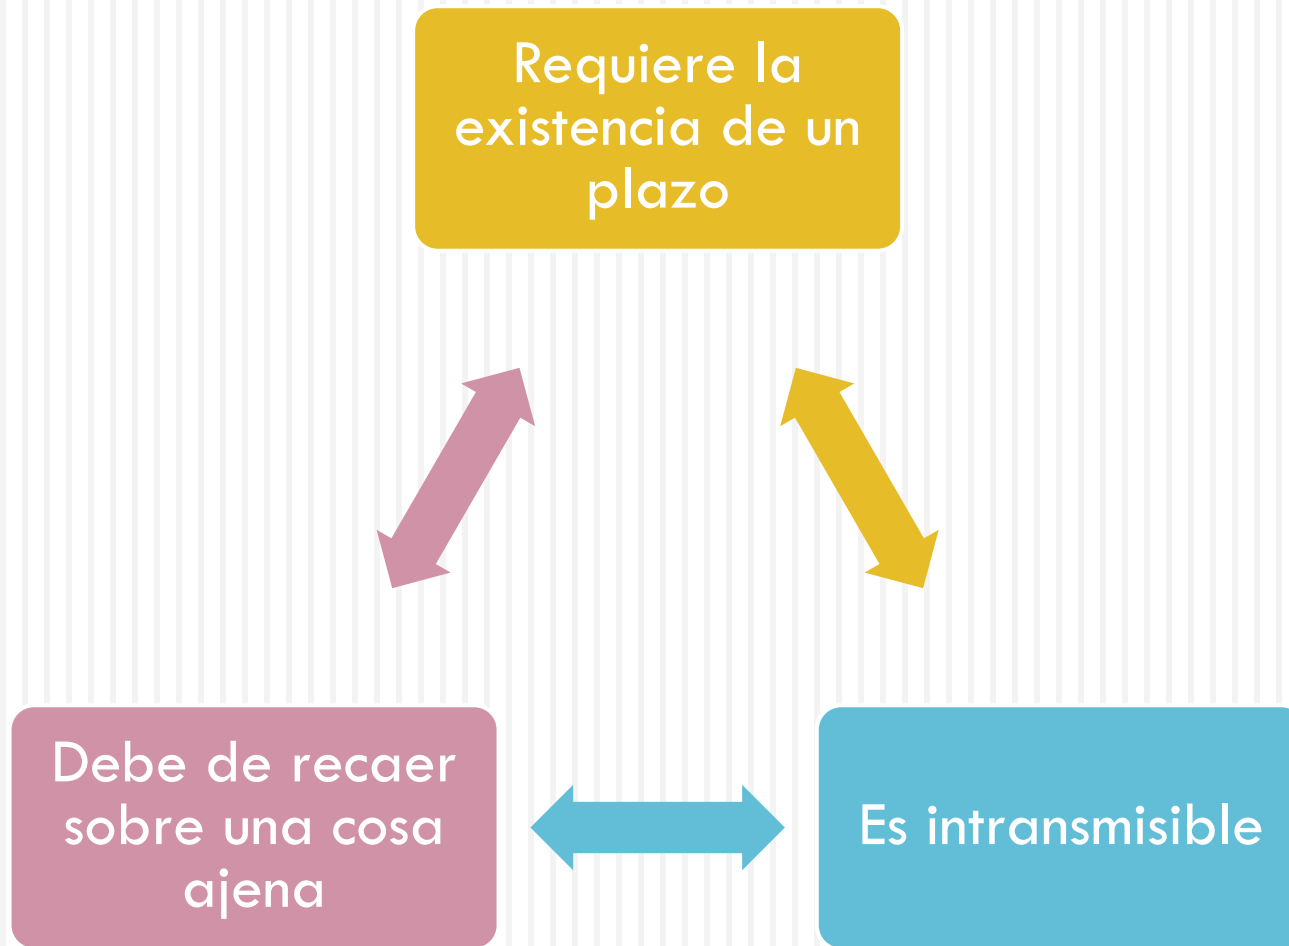 Requiere la
existencia de un
plazo
Debe de recaer
sobre una cosa
ajena
Es intransmisible